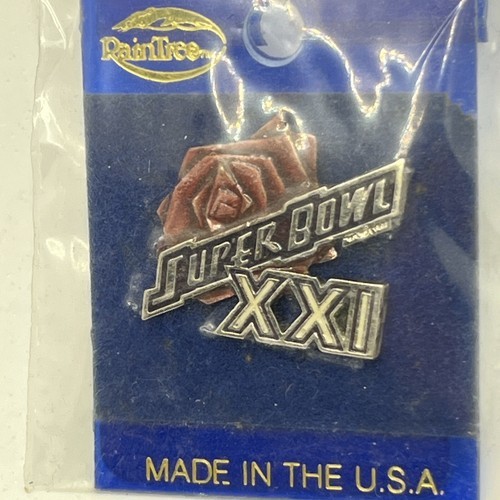 RainTree
SUPER BOWL
XXI
MADE IN THE U.S.A.